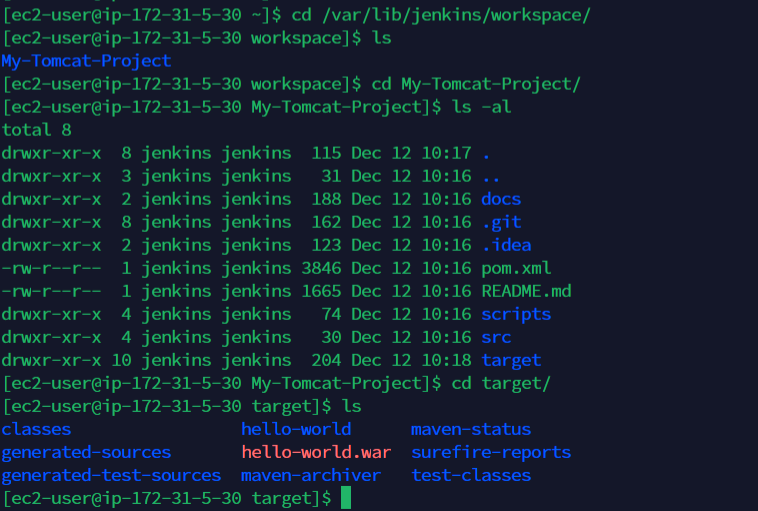 [ec2-user@ip-172-31-5-30 ~]$ cd /var/lib/jenkins/workspace/
[ec2-user@ip-172-31-5-30 workspace]$ ls
My-Tomcat-Project
[ec2-user@ip-172-31-5-30 workspace]$ cd My-Tomcat-Project/
[ec2-user@ip-172-31-5-30 My-Tomcat-Project]$ ls -al
total 8
drwxr-xr-x  8 jenkins jenkins  115 Dec 12 10:17 .
drwxr-xr-x  3 jenkins jenkins   31 Dec 12 10:16 ..
drwxr-xr-x  2 jenkins jenkins  188 Dec 12 10:16 docs
drwxr-xr-x  8 jenkins jenkins  162 Dec 12 10:16 .git
drwxr-xr-x  2 jenkins jenkins  123 Dec 12 10:16 .idea
-rw-r--r--  1 jenkins jenkins 3846 Dec 12 10:16 pom.xml
-rw-r--r--  1 jenkins jenkins 1665 Dec 12 10:16 README.md
drwxr-xr-x  4 jenkins jenkins   74 Dec 12 10:16 scripts
drwxr-xr-x  4 jenkins jenkins   30 Dec 12 10:16 src
drwxr-xr-x 10 jenkins jenkins  204 Dec 12 10:18 target
[ec2-user@ip-172-31-5-30 My-Tomcat-Project]$ cd target/
[ec2-user@ip-172-31-5-30 target]$ ls
classes                 hello-world      maven-status
generated-sources       hello-world.war  surefire-reports
generated-test-sources  maven-archiver   test-classes
[ec2-user@ip-172-31-5-30 target]$